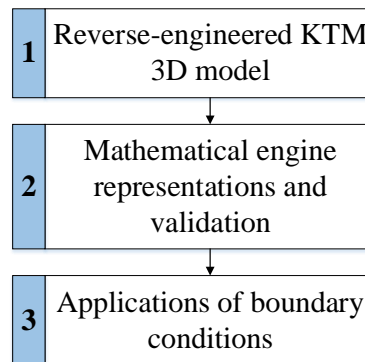 1
Reverse-engineered KTM
3D model
2
Mathematical engine
representations and
validation
3
Applications of boundary
conditions